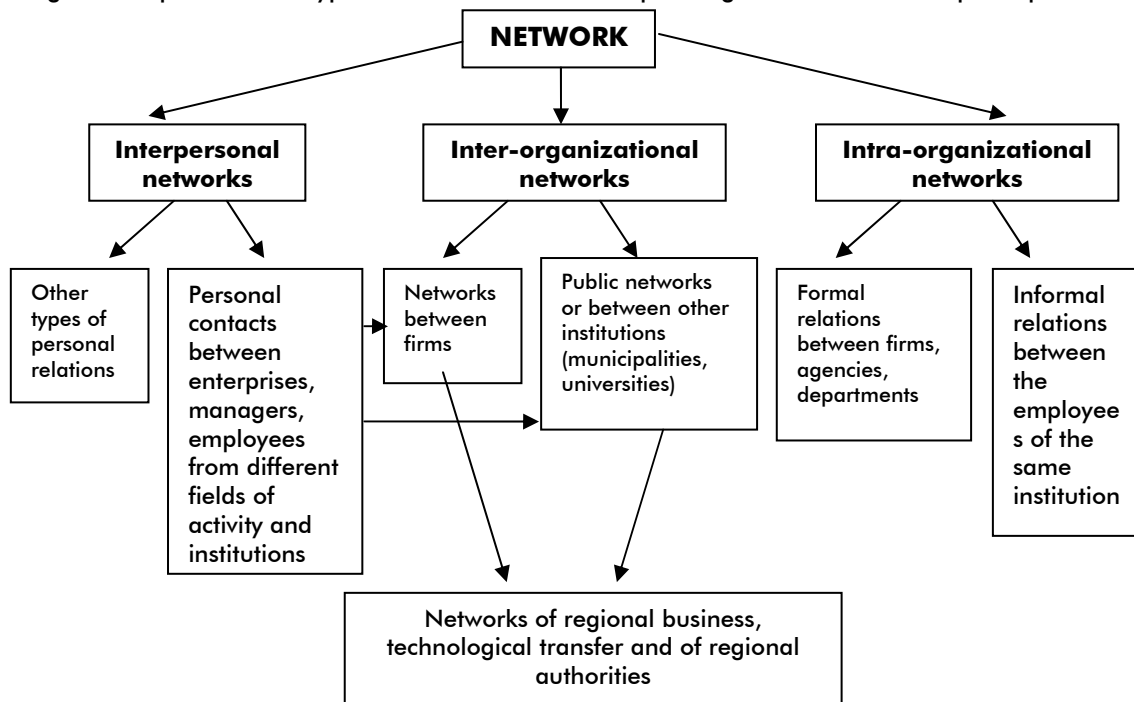 NETWORK
Interpersonal
networks
Inter-organizational
networks
Intra-organizational
networks
Other
types of
personal
relations
Personal
contacts
between
enterprises,
managers,
employees
from different
fields of
activity and
institutions
Networks
between
firms
Public networks
or between other
institutions
(municipalities,
universities)
Formal
relations
between firms,
agencies,
departments
Informal
relations
between
the
employee
s of the
same
institution
Networks of regional business,
technological transfer and of regional
authorities